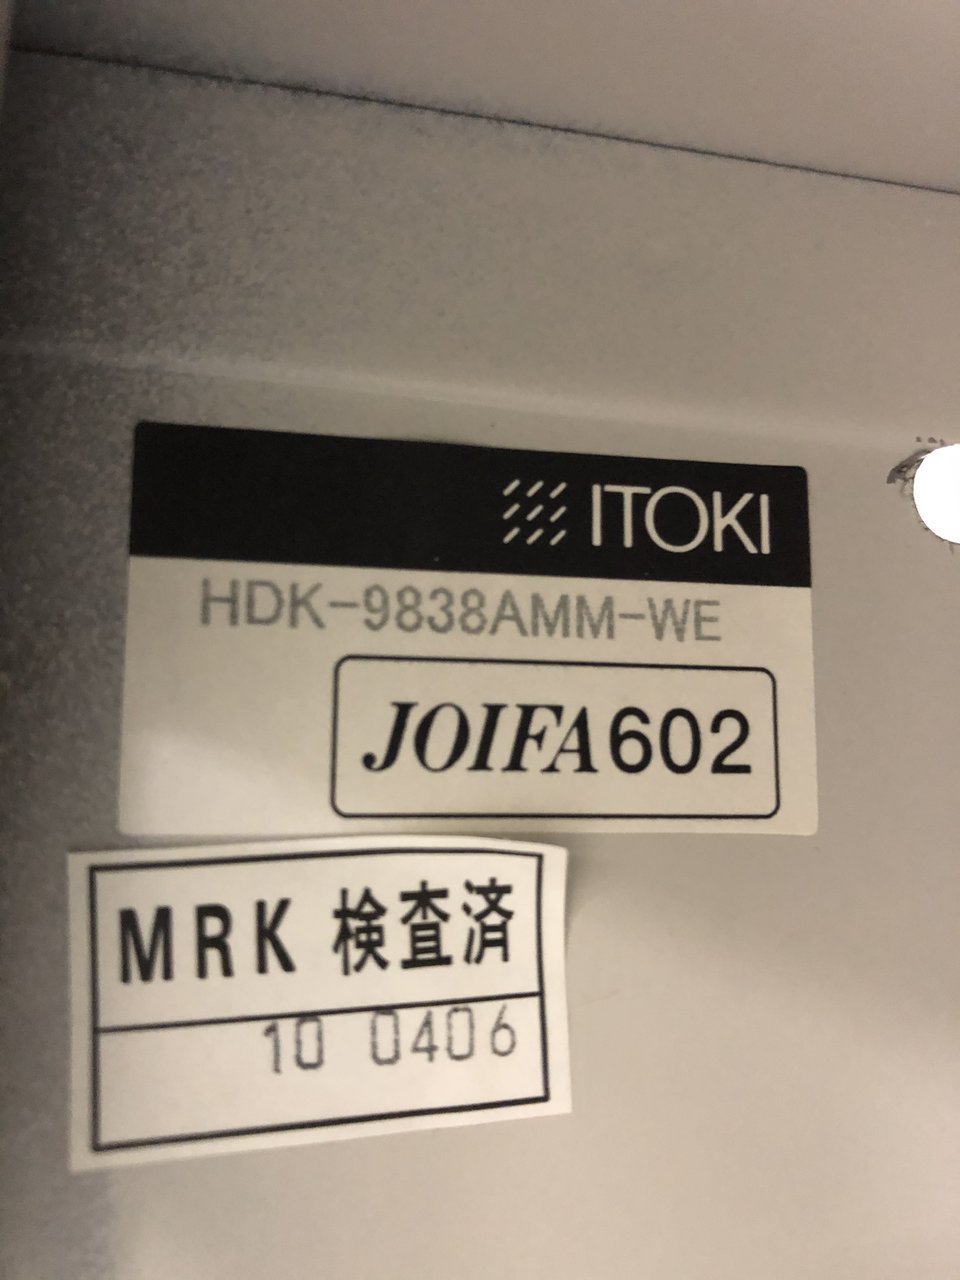 ITOKI
HDK-9838AMM-WE
JOIFA602
MRK 検査済
10 0406